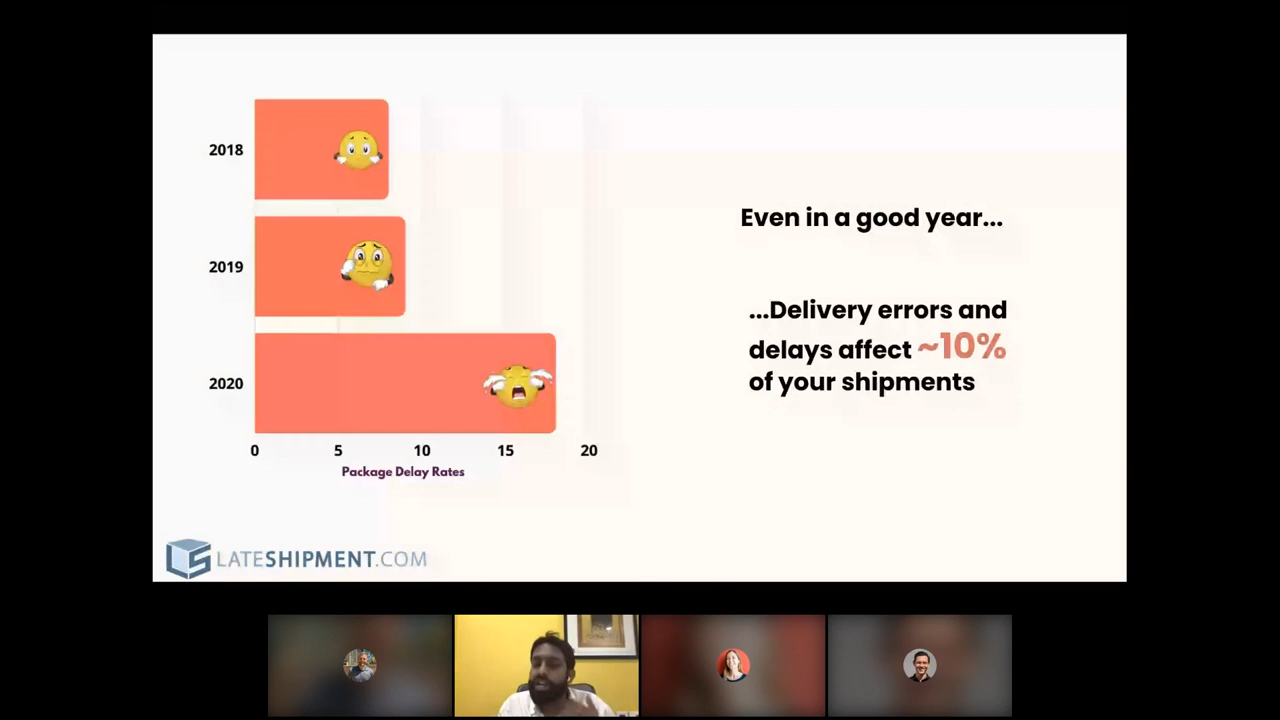 2018
2019
2020
0 5 10 15 20
Package Delay Rates
Even in a good year...
...Delivery errors and
delays affect ~10%
of your shipments
LATESHIPMENT.COM